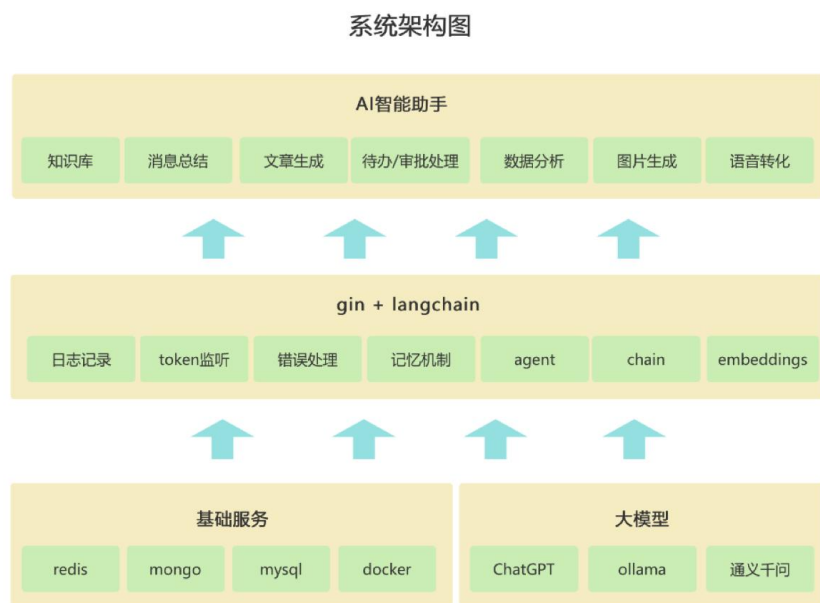 系统架构图
AI智能助手
知识库 消息总结 文章生成 待办/审批处理 数据分析 图片生成 语音转化
gin + langchain
日志记录 token监听 错误处理 记忆机制 agent chain embeddings
基础服务 大模型
redis mongo mysql docker ChatGPT ollama 通义千问